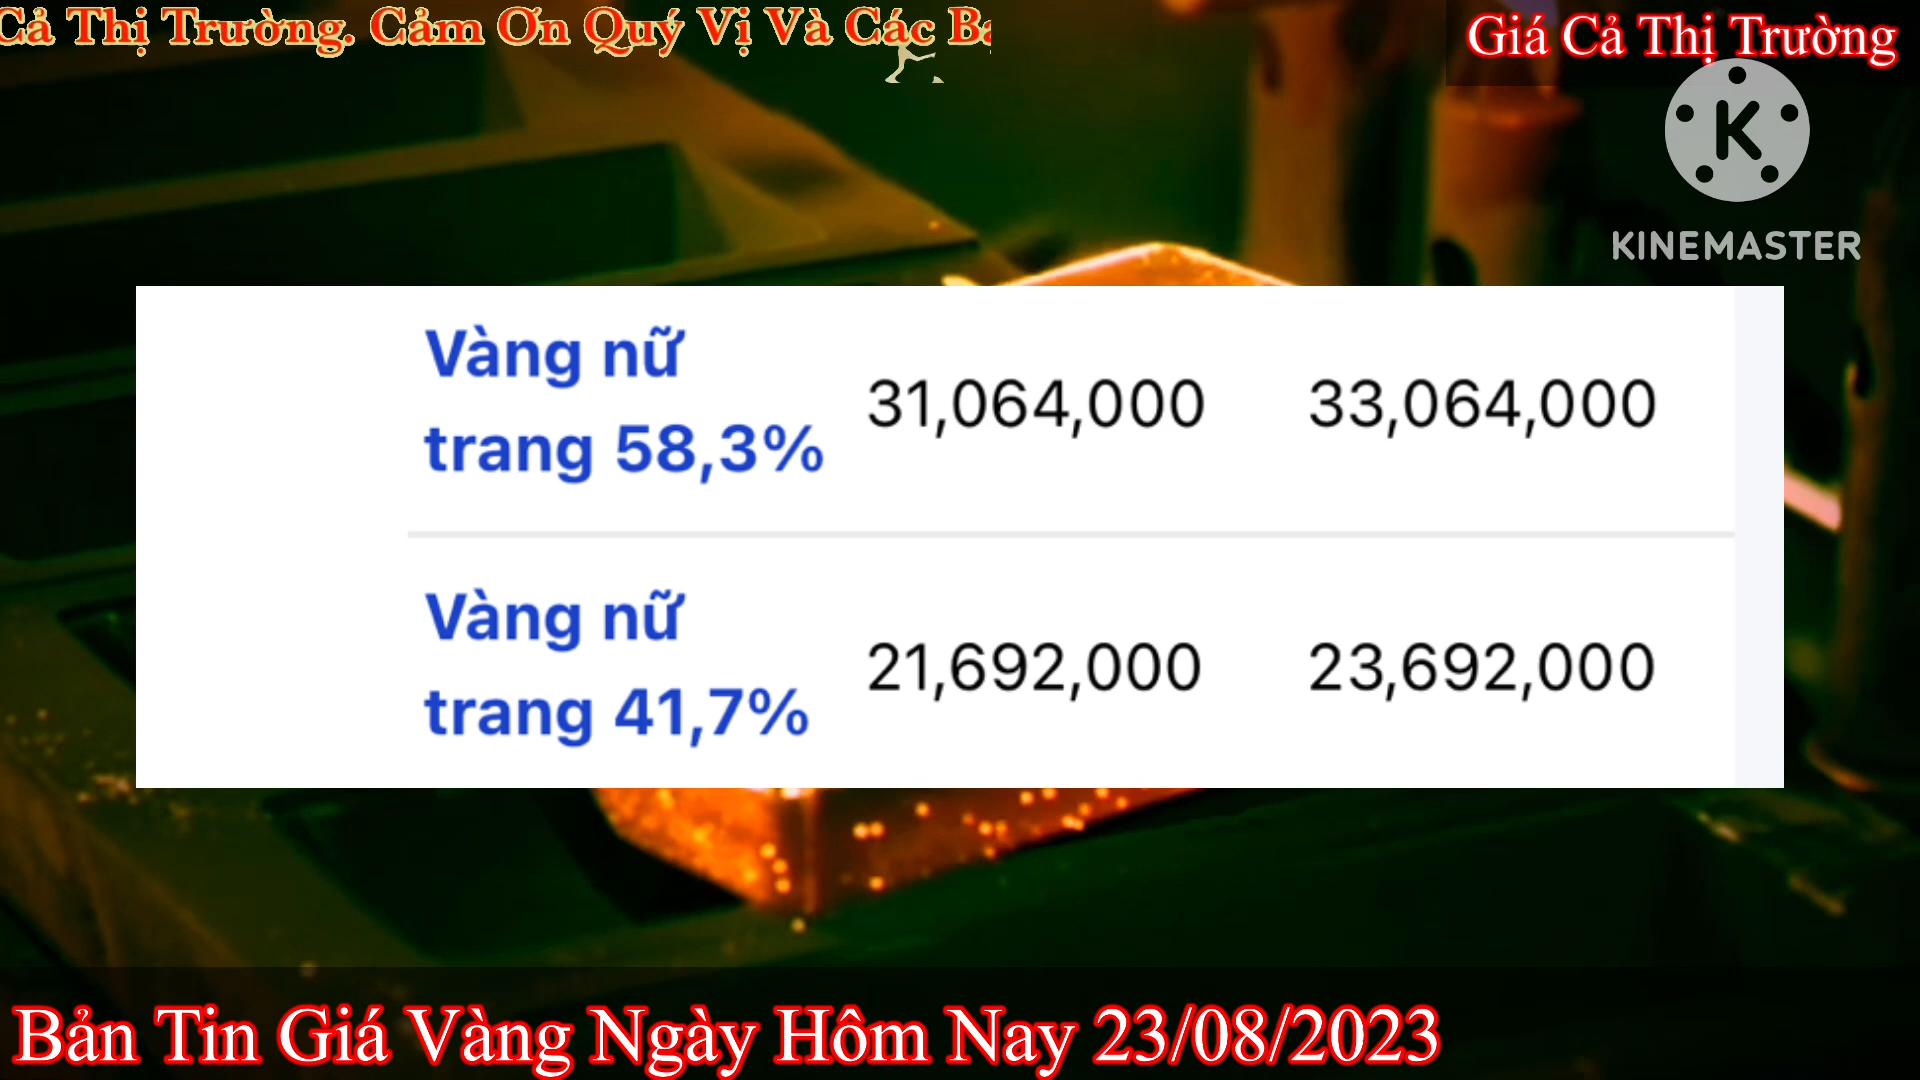 Cả Thị Trường. Cảm Ơn Quý Vị Và Các
Giá Cả Thị Trường
K
KINEMASTER
Vàng nữ
trang 58,3%
31,064,000
33,064,000
Vàng nữ
trang 41,7%
21,692,000
23,692,000
Bản Tin Giá Vàng Ngày Hôm Nay 23/08/2023